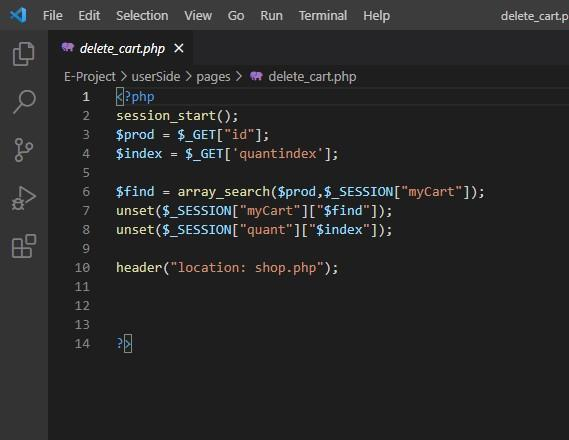 File Edit Selection View Go Run Terminal Help delete_cart.p
delete_cart.php ×
E-Project > userSide > pages > delete_cart.php
1 <?php
2 session_start();
3 $prod = $_GET["id"];
4 $index = $_GET['quantindex'];
5
6 $find = array_search($prod,$_SESSION["myCart"]);
7 unset($_SESSION["myCart"]["$find"]);
8 unset($_SESSION["quant"]["$index"]);
9
10 header("location: shop.php");
11
12
13
14 ?>